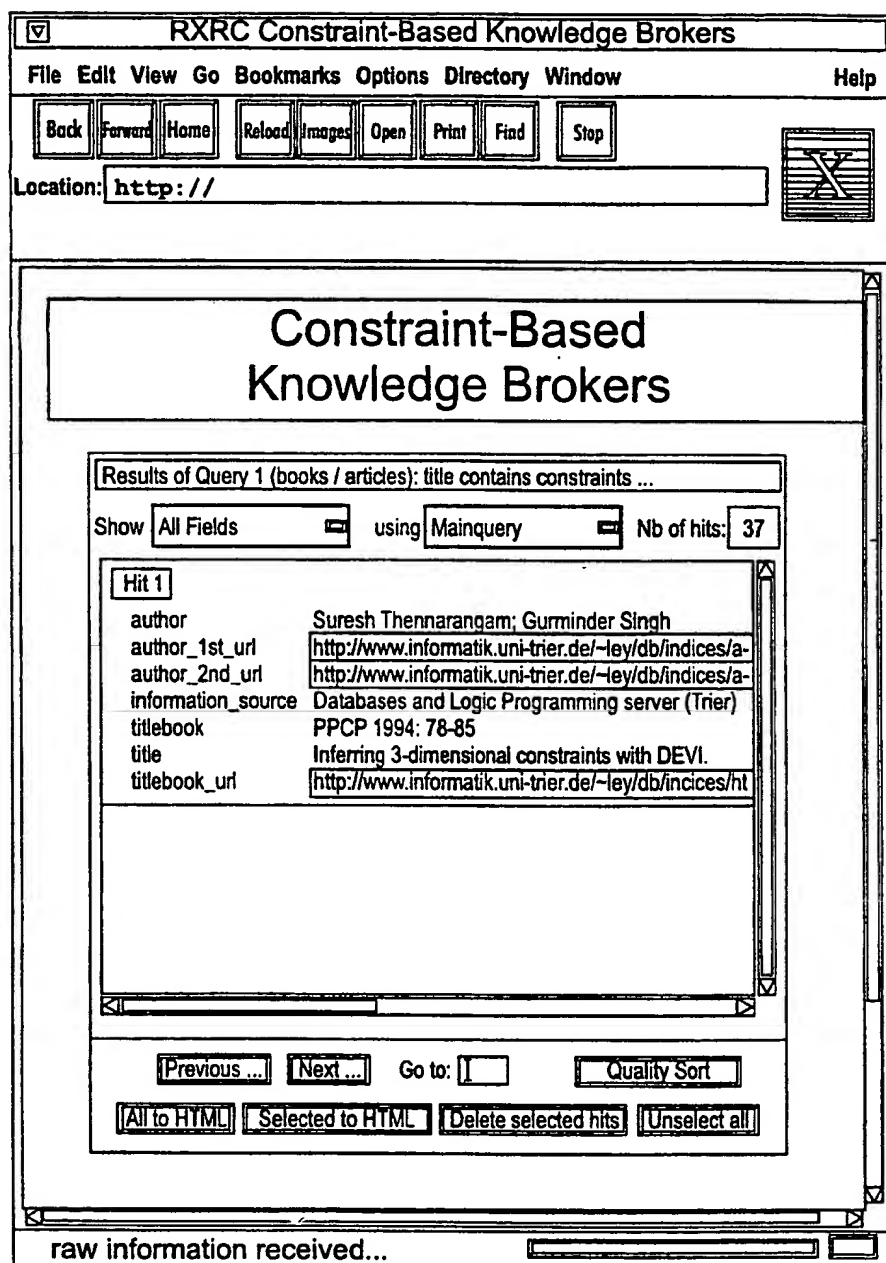 RXRC Constraint-Based Knowledge Brokers
File Edit View Go Bookmarks Options Directory Window Help
Back Forward Home Reload Images Open Print Find Stop
X
Location: http://
Constraint-Based
Knowledge Brokers
Results of Query 1 (books / articles): title contains constraints ...
Show All Fields using Mainquery Nb of hits: 37
Hit 1
author Suresh Thennarangam; Gurminder Singh
author_1st_url http://www.informatik.uni-trier.de/~ley/db/indices/a-
author_2nd_url http://www.informatik.uni-trier.de/~ley/db/indices/a-
information_source Databases and Logic Programming server (Trier)
titlebook PPCP 1994: 78-85
title Inferring 3-dimensional constraints with DEVI.
titlebook_url http://www.informatik.uni-trier.de/~ley/db/incices/ht
Previous ... Next ... Go to: Quality Sort
All to HTML Selected to HTML Delete selected hits Unselect all
raw information received...